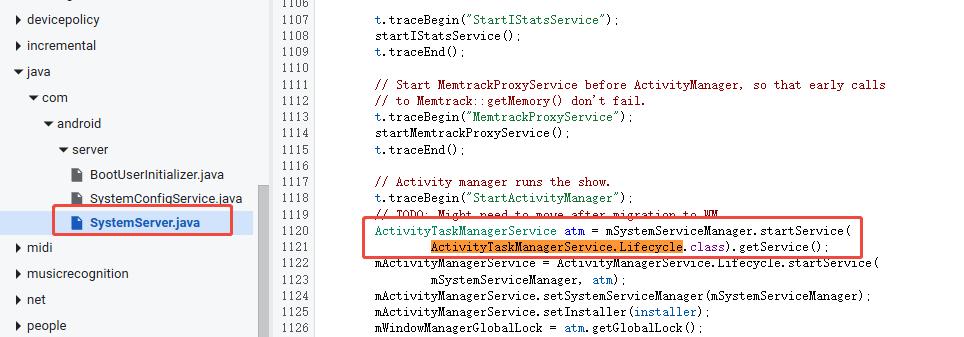 devicepolicy
incremental
java
com
android
server
BootUserInitializer.java
SystemConfigService.java
SystemServer.java
midi
musicrecognition
net
people
1106
1107 t.traceBegin("StartIStatsService");
1108 startIStatsService();
1109 t.traceEnd();
1110
1111 // Start MemtrackProxyService before ActivityManager, so that early calls
1112 // to Memtrack::getMemory() don't fail.
1113 t.traceBegin("MemtrackProxyService");
1114 startMemtrackProxyService();
1115 t.traceEnd();
1116
1117 // Activity manager runs the show.
1118 t.traceBegin("StartActivityManager");
1119 // TODO: Might need to move after migration to WM.
1120 ActivityTaskManagerService atm = mSystemServiceManager.startService(
1121 ActivityTaskManagerService.Lifecycle.class).getService();
1122 mActivityManagerService = ActivityManagerService.Lifecycle.startService(
1123 mSystemServiceManager, atm);
1124 mActivityManagerService.setSystemServiceManager(mSystemServiceManager);
1125 mActivityManagerService.setInstaller(installer);
1126 mWindowManagerGlobalLock = atm.getGlobalLock();